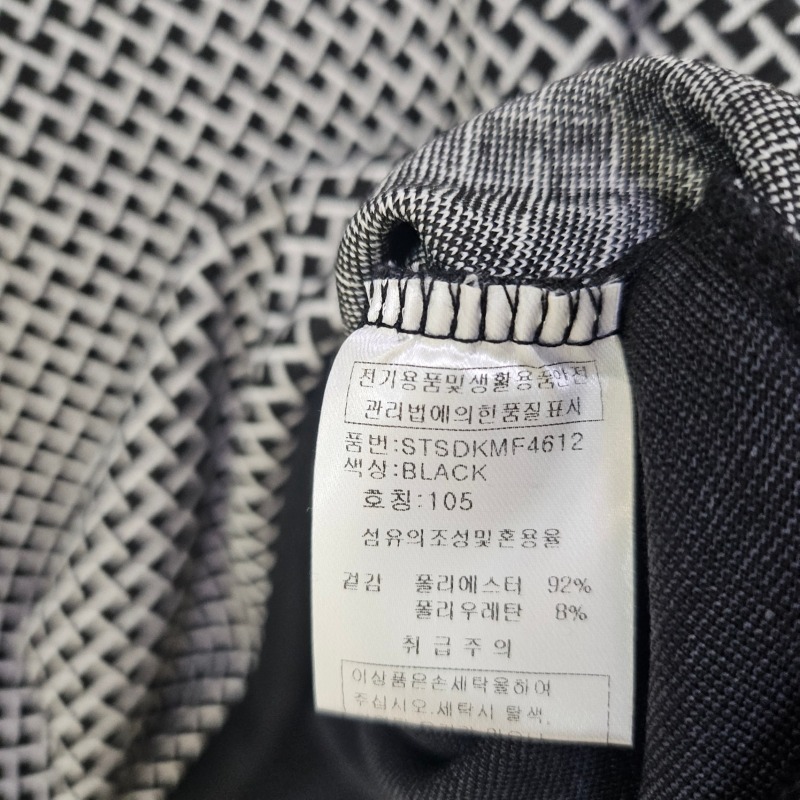 전기용품및생활용품안전
관리법에의한품질표시
품번:STSDKMF4612
색상:BLACK
호칭:105
섬유의조성및혼용율
겉감 폴리에스터 92%
폴리우레탄 8%
취급주의
이상품은손세탁을하여
주십시오.세탁시 탈색,